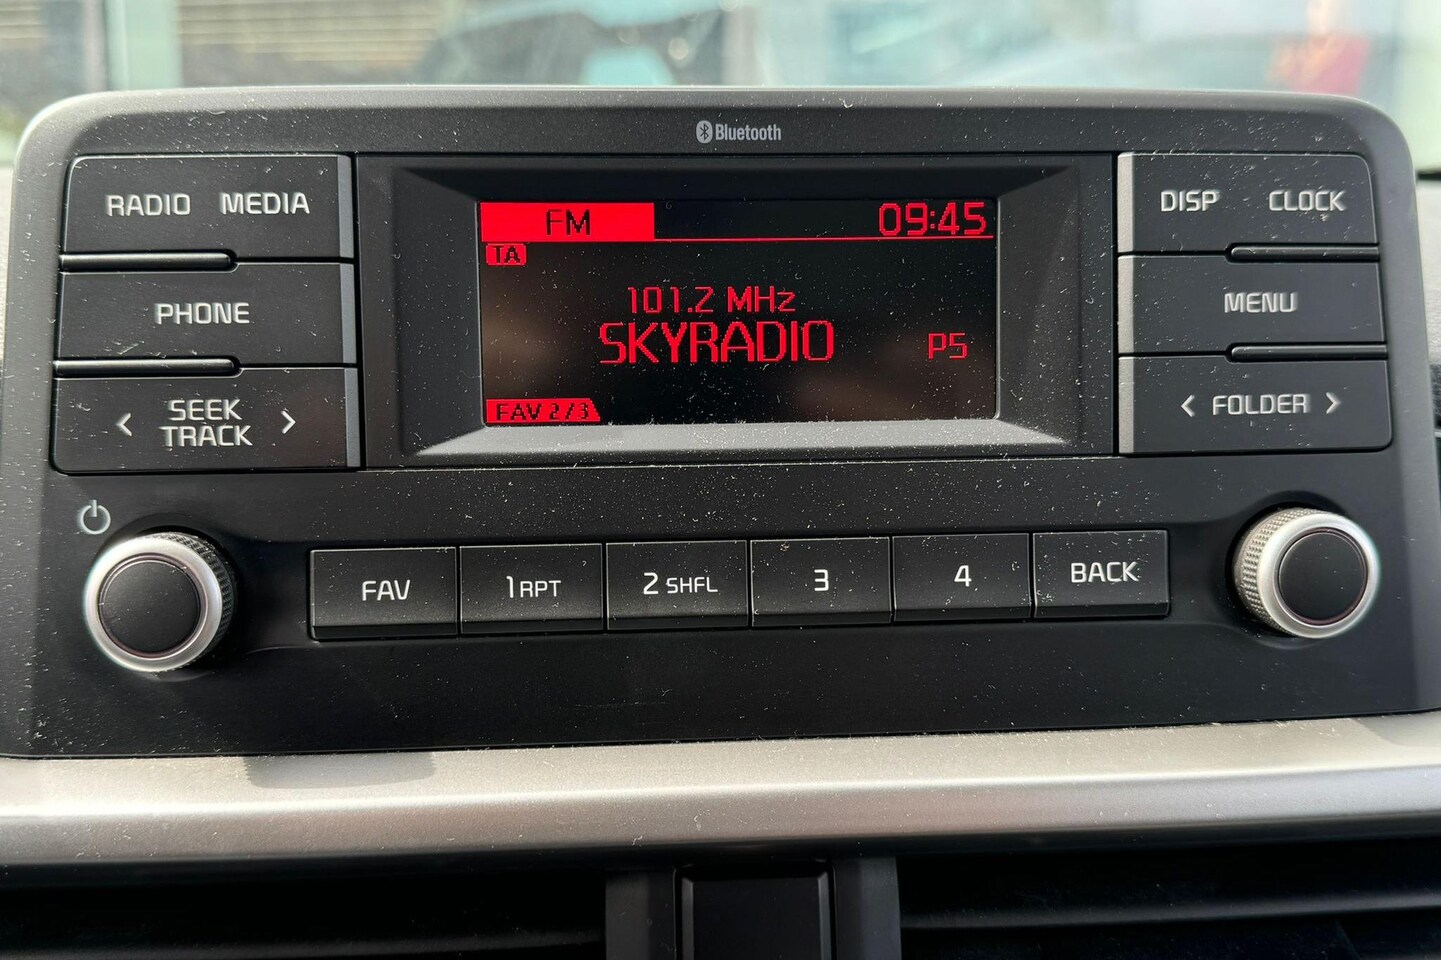 Bluetooth
RADIO MEDIA
PHONE
< SEEK TRACK >
FM 09:45
TA
101.2 MHz
SKYRADIO P5
FAV 2/3
DISP CLOCK
MENU
< FOLDER >
FAV 1 RPT 2 SHFL 3 4 BACK